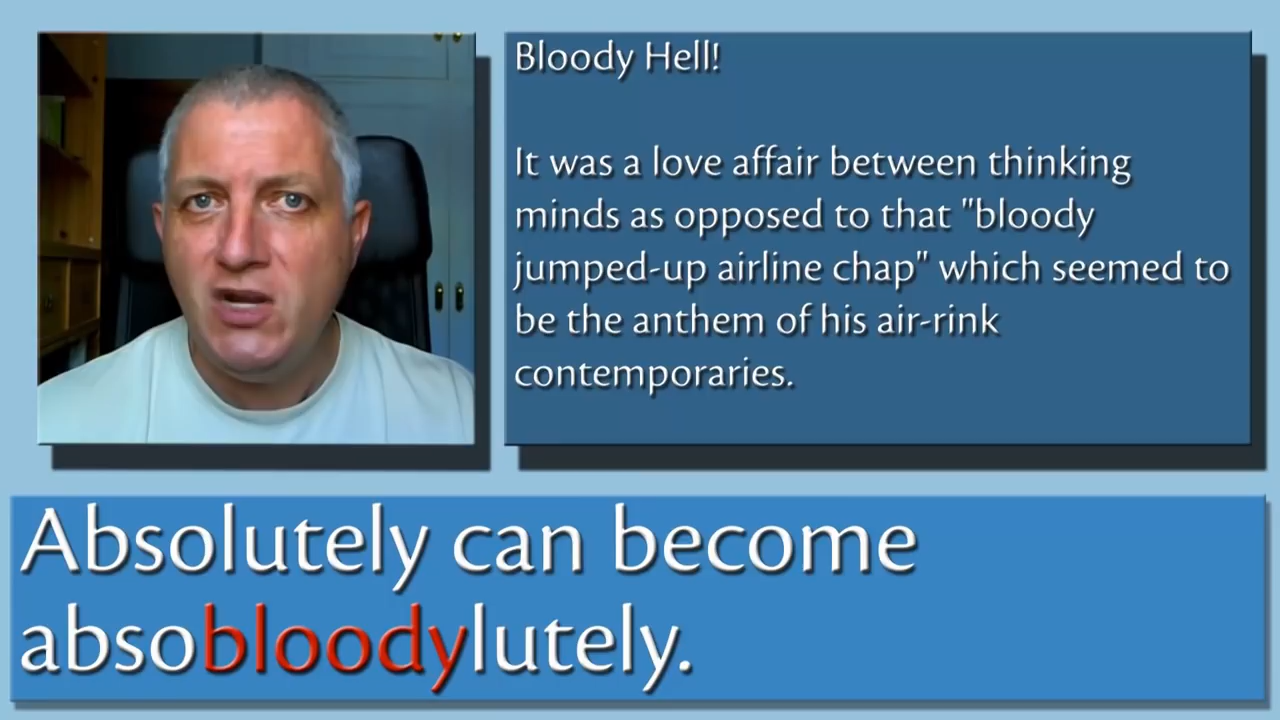 Bloody Hell!
It was a love affair between thinking
minds as opposed to that "bloody
jumped-up airline chap" which seemed to
be the anthem of his air-rink
contemporaries.
Absolutely can become
absobloodylutely.